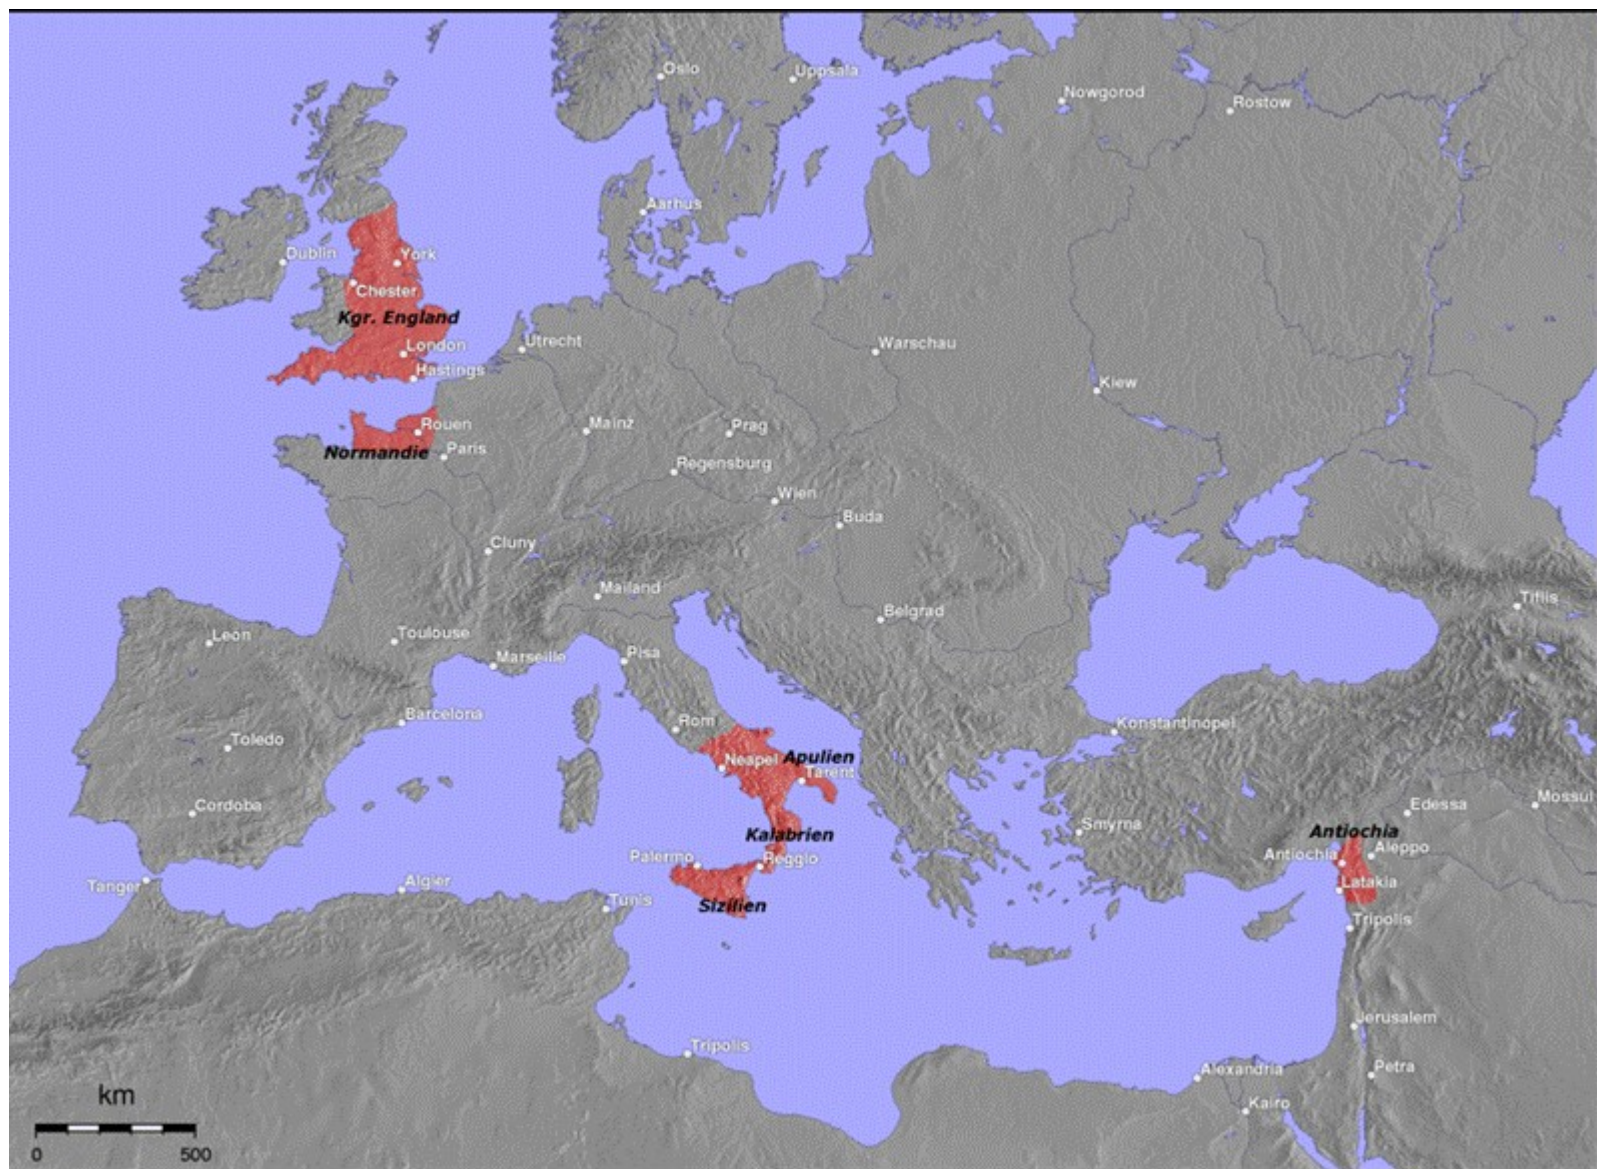 Oslo
Uppsala
Nowgorod
Rostow
Aarhus
Dublin
York
Chester
Kgr. England
London
Utrecht
Warschau
Hastings
Kiew
Rouen
Mainz
Prag
Normandie
Paris
Regensburg
Wien
Buda
Cluny
Mailand
Tiflis
Belgrad
Leon
Toulouse
Marseille
Pisa
Barcelona
Rom
Konstantinopel
Toledo
Neapel
Apulien
Tarent
Cordoba
Edessa
Mossul
Smyrna
Kalabrien
Antiochia
Palermo
Reggio
Antiochia
Aleppo
Tanger
Algier
Latakia
Tunis
Sizilien
Tripolis
Jerusalem
Tripolis
Alexandria
Petra
km
Kairo
0 500